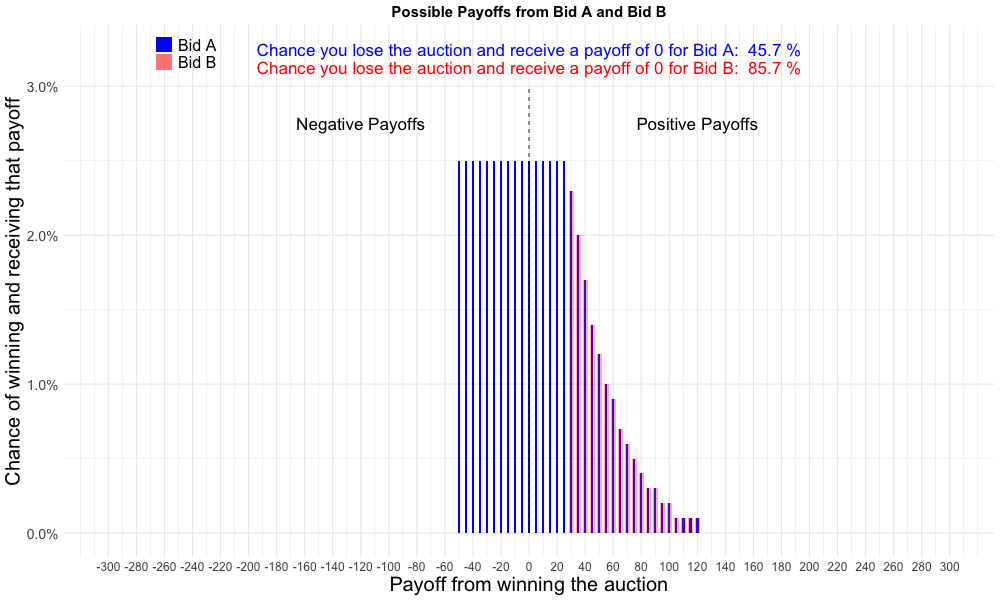 Possible Payoffs from Bid A and Bid B
Bid A
Bid B
Chance you lose the auction and receive a payoff of 0 for Bid A:  45.7 %
Chance you lose the auction and receive a payoff of 0 for Bid B:  85.7 %
Negative Payoffs
Positive Payoffs
Chance of winning and receiving that payoff
3.0%
2.0%
1.0%
0.0%
-300 -280 -260 -240 -220 -200 -180 -160 -140 -120 -100 -80 -60 -40 -20 0 20 40 60 80 100 120 140 160 180 200 220 240 260 280 300
Payoff from winning the auction